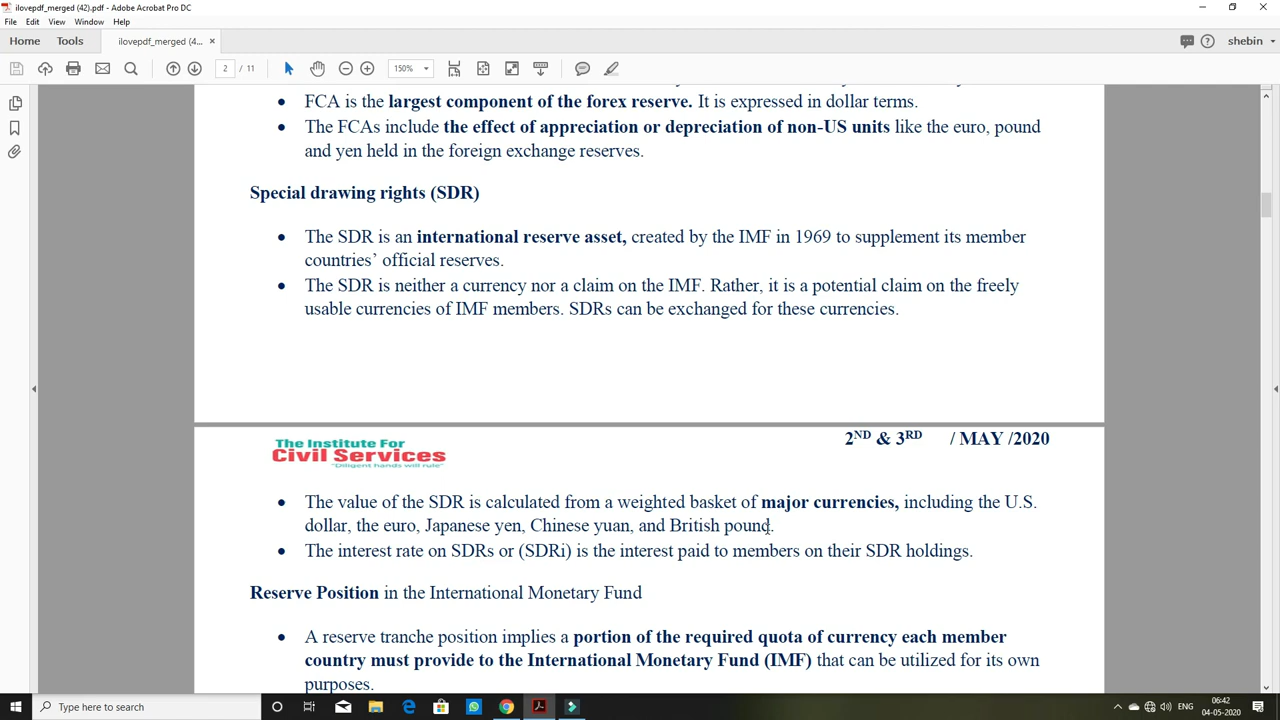 ilovepdf_merged (42).pdf - Adobe Acrobat Pro DC
File Edit View Window Help
Home Tools ilovepdf_merged (4... × shebin
2 / 11 150%
• FCA is the largest component of the forex reserve. It is expressed in dollar terms.
• The FCAs include the effect of appreciation or depreciation of non-US units like the euro, pound
and yen held in the foreign exchange reserves.
Special drawing rights (SDR)
• The SDR is an international reserve asset, created by the IMF in 1969 to supplement its member
countries’ official reserves.
• The SDR is neither a currency nor a claim on the IMF. Rather, it is a potential claim on the freely
usable currencies of IMF members. SDRs can be exchanged for these currencies.
The Institute For
Civil Services
"Diligent hands will rule"
2ND & 3RD / MAY /2020
• The value of the SDR is calculated from a weighted basket of major currencies, including the U.S.
dollar, the euro, Japanese yen, Chinese yuan, and British pound.
• The interest rate on SDRs or (SDRi) is the interest paid to members on their SDR holdings.
Reserve Position in the International Monetary Fund
• A reserve tranche position implies a portion of the required quota of currency each member
country must provide to the International Monetary Fund (IMF) that can be utilized for its own
purposes.
Type here to search
ENG
06:42
04-05-2020